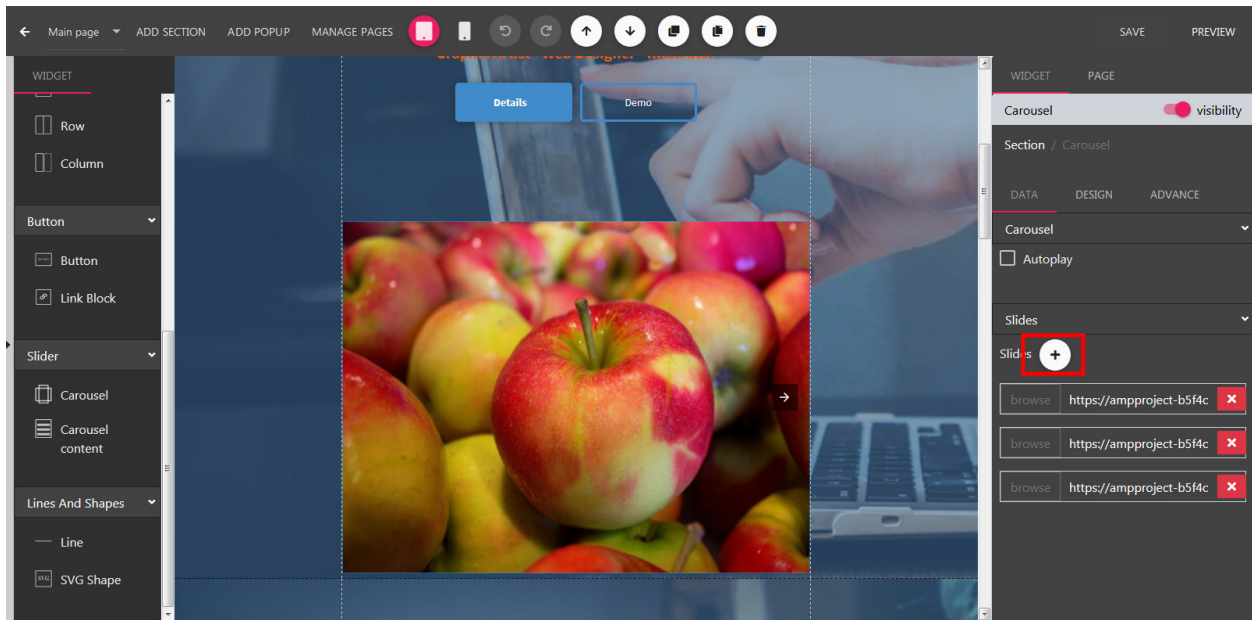 Main page ADD SECTION ADD POPUP MANAGE PAGES SAVE PREVIEW
WIDGET
Row
Column
Button
Button
Link Block
Slider
Carousel
Carousel
content
Lines And Shapes
Line
SVG
SVG Shape
Details Demo
WIDGET PAGE
Carousel visibility
Section / Carousel
DATA DESIGN ADVANCE
Carousel
Autoplay
Slides
Slides
browse https://ampproject-b5f4c
browse https://ampproject-b5f4c
browse https://ampproject-b5f4c